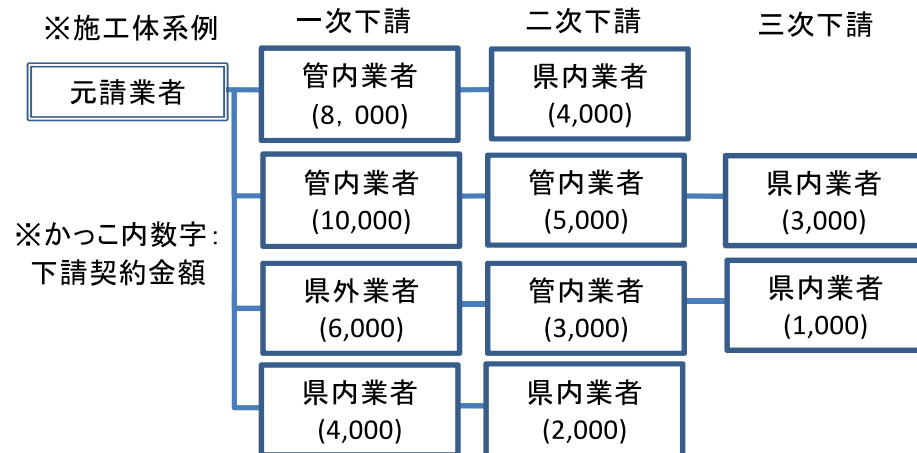 ※施工体系例
一次下請
二次下請
三次下請
元請業者
管内業者
(8，000)
県内業者
(4,000)
管内業者
(10,000)
管内業者
(5,000)
県内業者
(3,000)
※かっこ内数字：
下請契約金額
県外業者
(6,000)
管内業者
(3,000)
県内業者
(1,000)
県内業者
(4,000)
県内業者
(2,000)